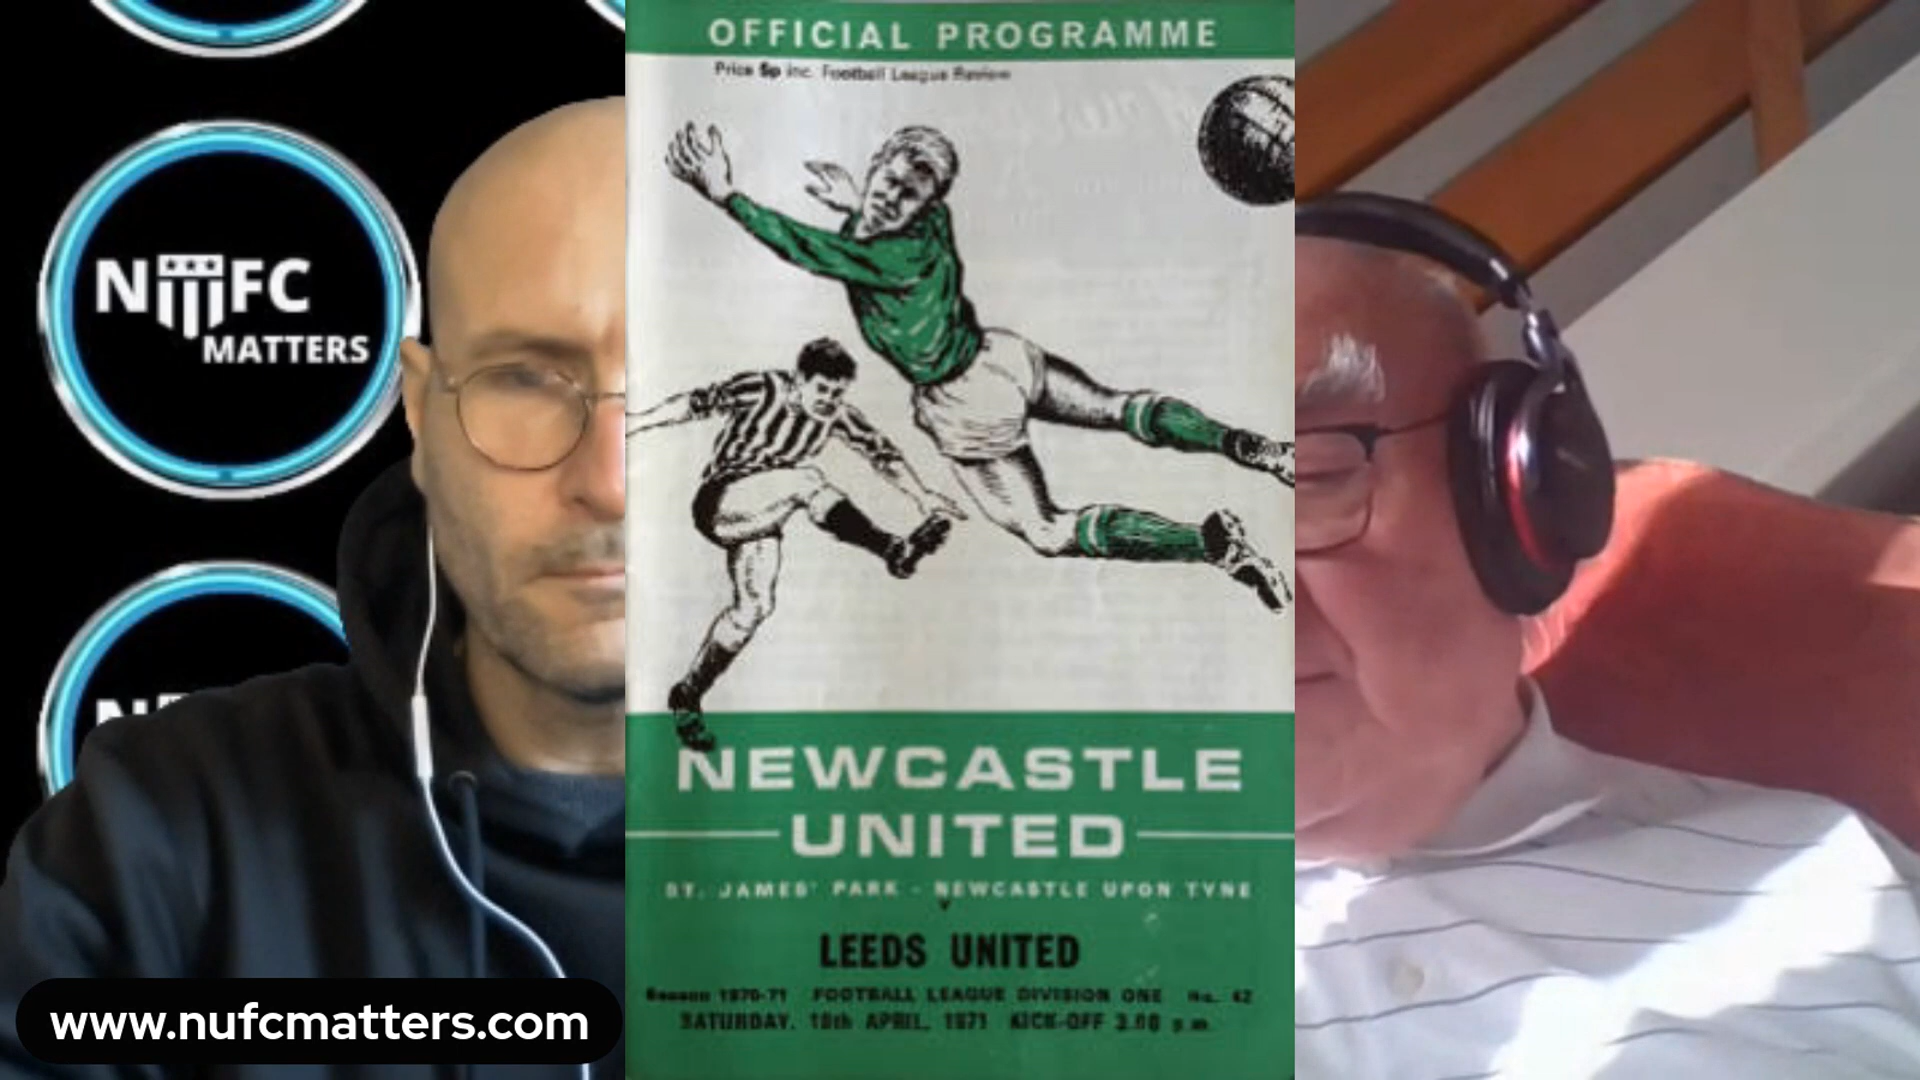 OFFICIAL PROGRAMME
Price 5p inc. Football League Review
NUFC
MATTERS
NEWCASTLE
UNITED
ST. JAMES' PARK - NEWCASTLE UPON TYNE
v
LEEDS UNITED
Season 1970-71 FOOTBALL LEAGUE DIVISION ONE No. 42
SATURDAY, APRIL, 1971 KICK-OFF 3.00 p.m.
www.nufcmatters.com